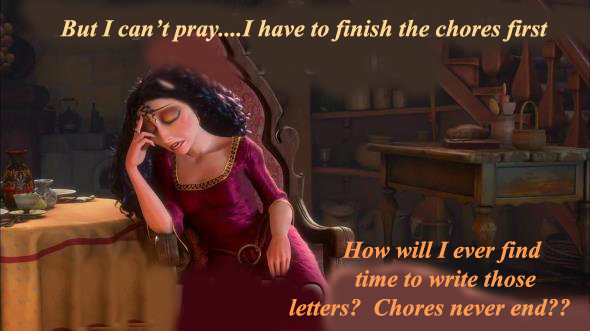 But I can't pray....I have to finish the chores first
How will I ever find
time to write those
letters?  Chores never end??